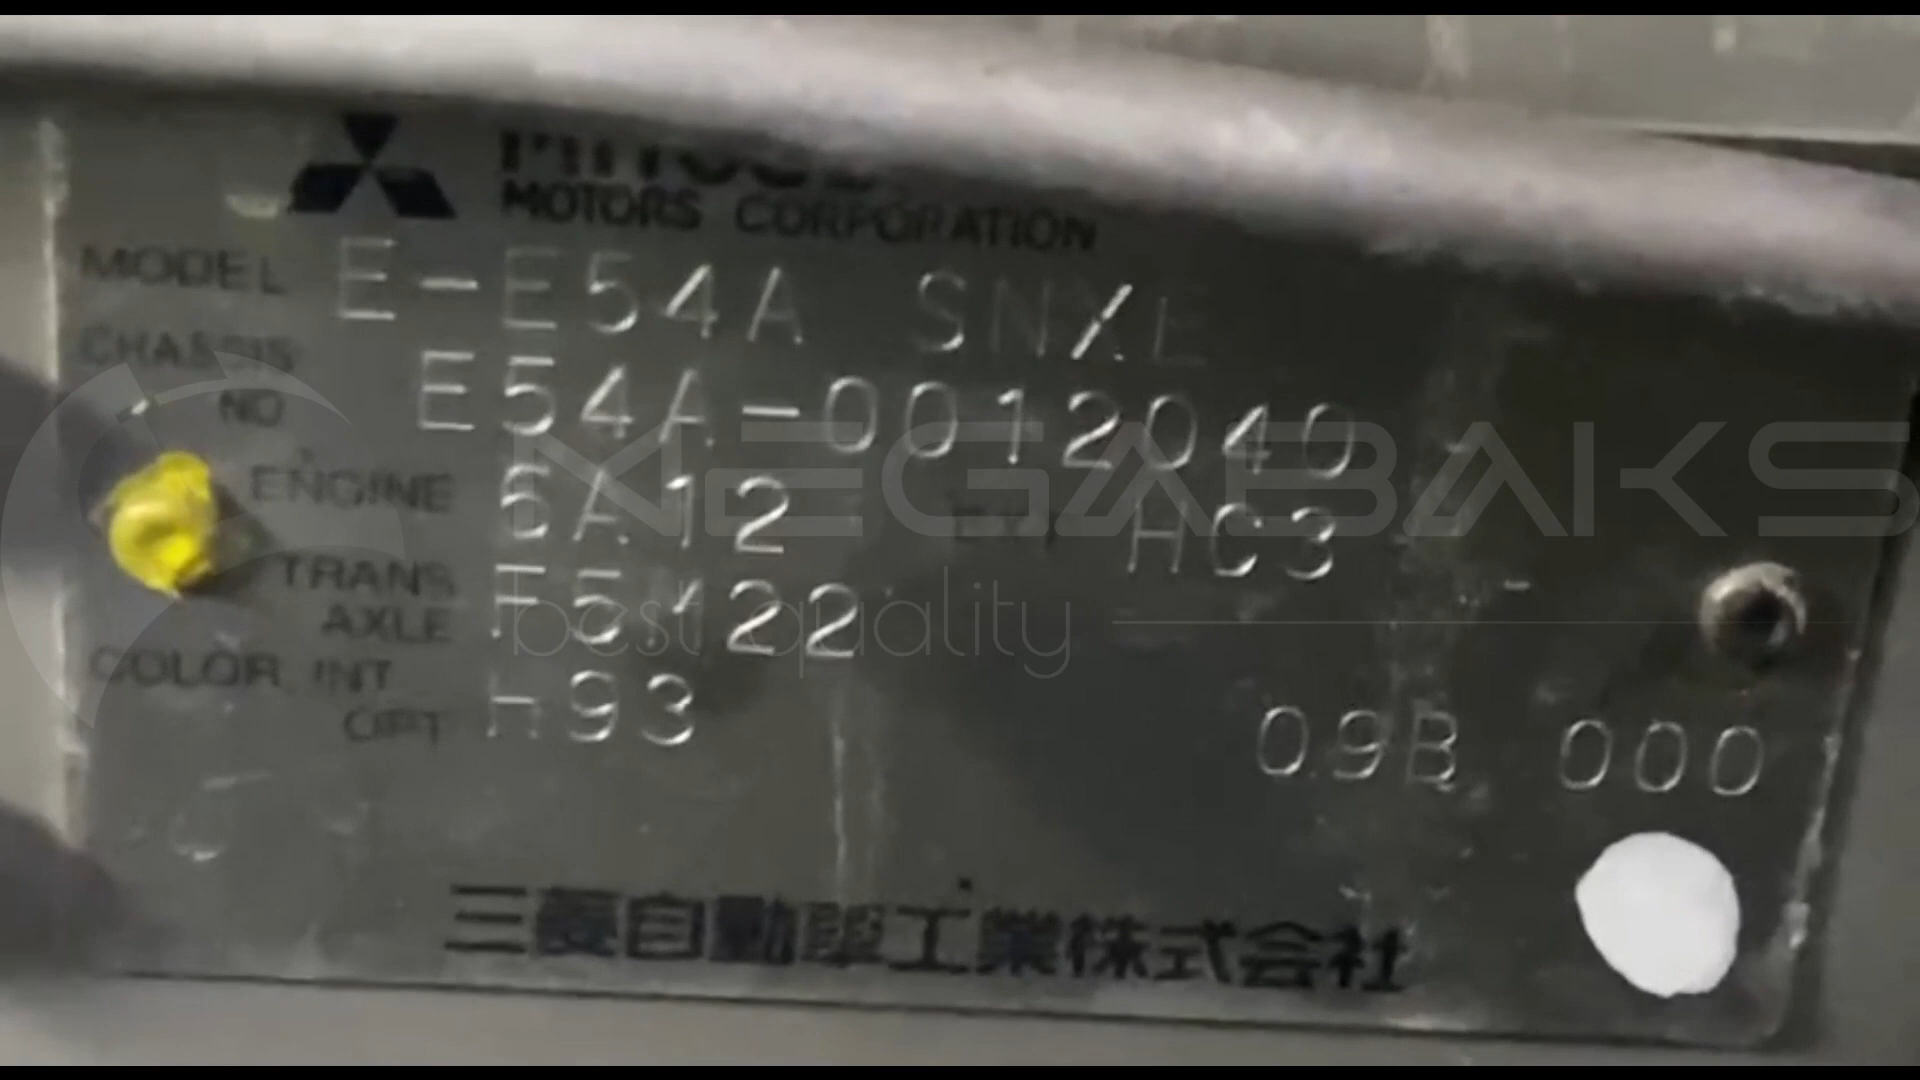 MOTORS CORPORATION
MODEL E-E54A SNXE
CHASSIS NO E54A-0012040
ENGINE 6A12 EXT HC3
TRANS AXLE F5M22
COLOR INT OPT H93 09B 000
三菱自動車工業株式会社
MEGABAKS
best quality